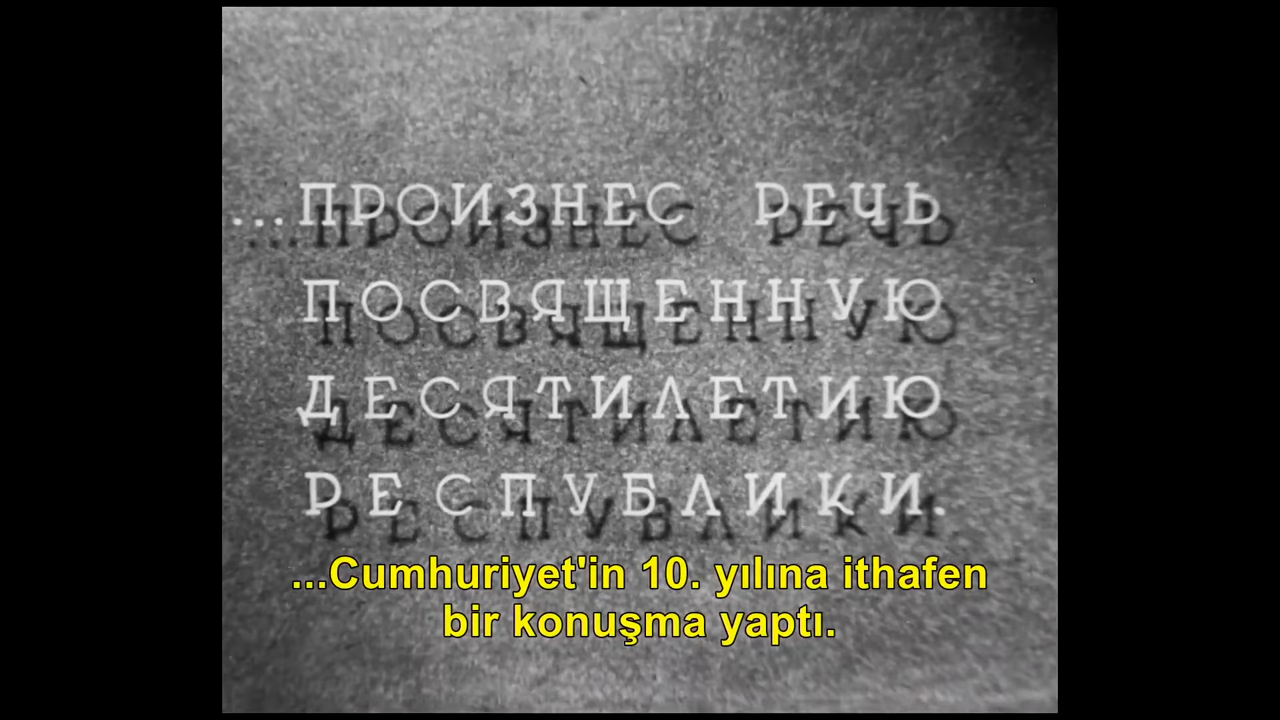 ...ПРОИЗНЕС РЕЧЬ
ПОСВЯЩЕННУЮ
ДЕСЯТИЛЕТИЮ
РЕСПУБЛИКИ.
...Cumhuriyet'in 10. yılına ithafen
bir konuşma yaptı.